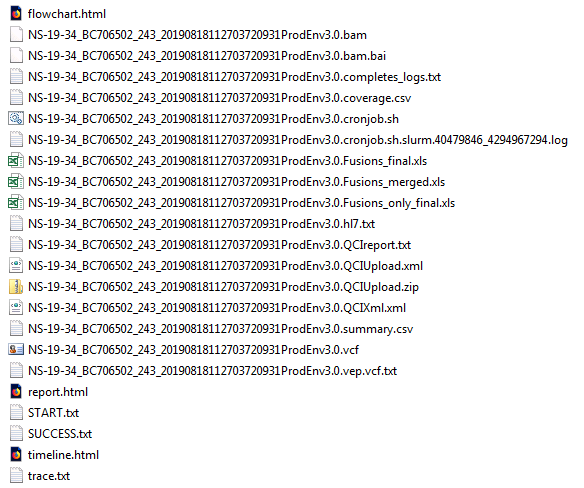 flowchart.html
NS-19-34_BC706502_243_20190818112703720931ProdEnv3.0.bam
NS-19-34_BC706502_243_20190818112703720931ProdEnv3.0.bam.bai
NS-19-34_BC706502_243_20190818112703720931ProdEnv3.0.completes_logs.txt
NS-19-34_BC706502_243_20190818112703720931ProdEnv3.0.coverage.csv
NS-19-34_BC706502_243_20190818112703720931ProdEnv3.0.cronjob.sh
NS-19-34_BC706502_243_20190818112703720931ProdEnv3.0.cronjob.sh.slurm.40479846_4294967294.log
NS-19-34_BC706502_243_20190818112703720931ProdEnv3.0.Fusions_final.xls
NS-19-34_BC706502_243_20190818112703720931ProdEnv3.0.Fusions_merged.xls
NS-19-34_BC706502_243_20190818112703720931ProdEnv3.0.Fusions_only_final.xls
NS-19-34_BC706502_243_20190818112703720931ProdEnv3.0.hl7.txt
NS-19-34_BC706502_243_20190818112703720931ProdEnv3.0.QCIreport.txt
NS-19-34_BC706502_243_20190818112703720931ProdEnv3.0.QCIUpload.xml
NS-19-34_BC706502_243_20190818112703720931ProdEnv3.0.QCIUpload.zip
NS-19-34_BC706502_243_20190818112703720931ProdEnv3.0.QCIXml.xml
NS-19-34_BC706502_243_20190818112703720931ProdEnv3.0.summary.csv
NS-19-34_BC706502_243_20190818112703720931ProdEnv3.0.vcf
NS-19-34_BC706502_243_20190818112703720931ProdEnv3.0.vep.vcf.txt
report.html
START.txt
SUCCESS.txt
timeline.html
trace.txt